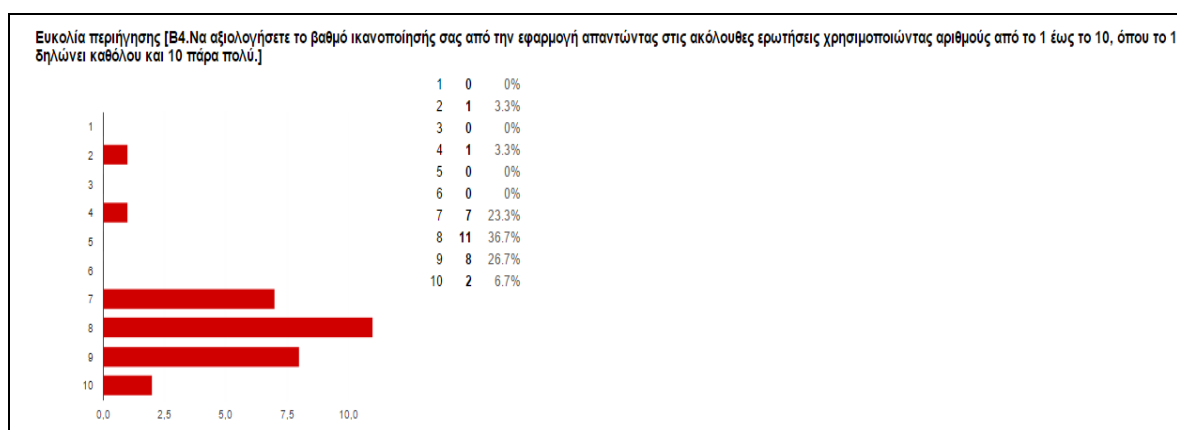 Ευκολία περιήγησης [Β4.Να αξιολογήσετε το βαθμό ικανοποίησής σας από την εφαρμογή απαντώντας στις ακόλουθες ερωτήσεις χρησιμοποιώντας αριθμούς από το 1 έως το 10, όπου το 1
δηλώνει καθόλου και 10 πάρα πολύ.]
1 0 0%
2 1 3.3%
3 0 0%
4 1 3.3%
5 0 0%
6 0 0%
7 7 23.3%
8 11 36.7%
9 8 26.7%
10 2 6.7%
1
2
3
4
5
6
7
8
9
10
0,0 2,5 5,0 7,5 10,0